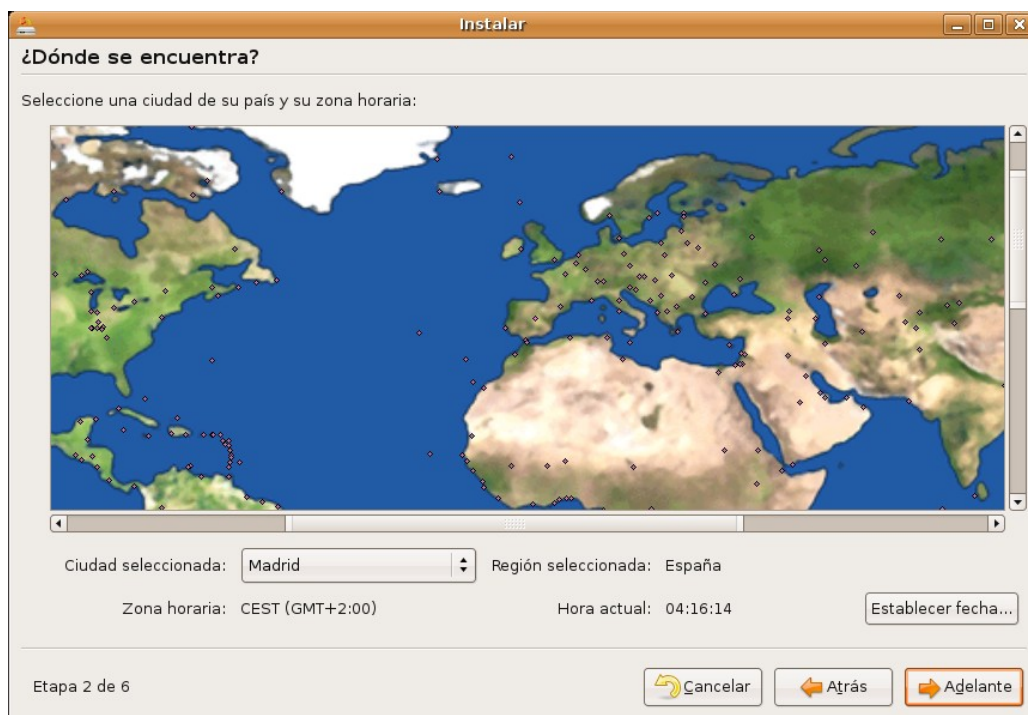 Instalar
¿Dónde se encuentra?
Seleccione una ciudad de su país y su zona horaria:
Ciudad seleccionada: Madrid Región seleccionada: España
Zona horaria: CEST (GMT+2:00) Hora actual: 04:16:14 Establecer fecha...
Etapa 2 de 6 Cancelar Atrás Adelante